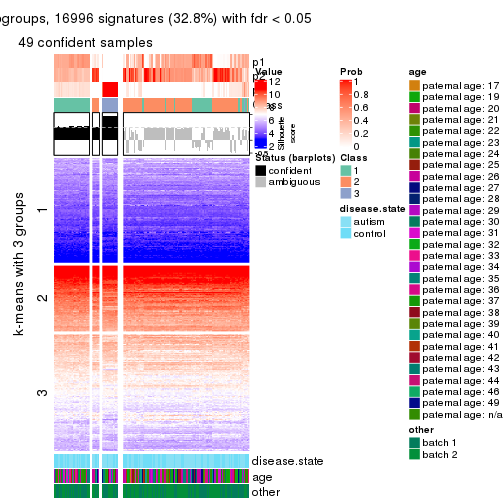 groups, 16996 signatures (32.8%) with fdr < 0.05
49 confident samples
p1
p2
Value
12
10
8
6
4
2
Silhouette
score
Prob
1
0.8
0.6
0.4
0.2
0
Status (barplots)
confident
ambiguous
Class
1
2
3
disease.state
autism
control
age
paternal age: 17
paternal age: 19
paternal age: 20
paternal age: 21
paternal age: 22
paternal age: 23
paternal age: 24
paternal age: 25
paternal age: 26
paternal age: 27
paternal age: 28
paternal age: 29
paternal age: 30
paternal age: 31
paternal age: 32
paternal age: 33
paternal age: 34
paternal age: 35
paternal age: 36
paternal age: 37
paternal age: 38
paternal age: 39
paternal age: 40
paternal age: 41
paternal age: 42
paternal age: 43
paternal age: 44
paternal age: 46
paternal age: 49
paternal age: n/a
other
batch 1
batch 2
k-means with 3 groups
1
2
3
disease.state
age
other